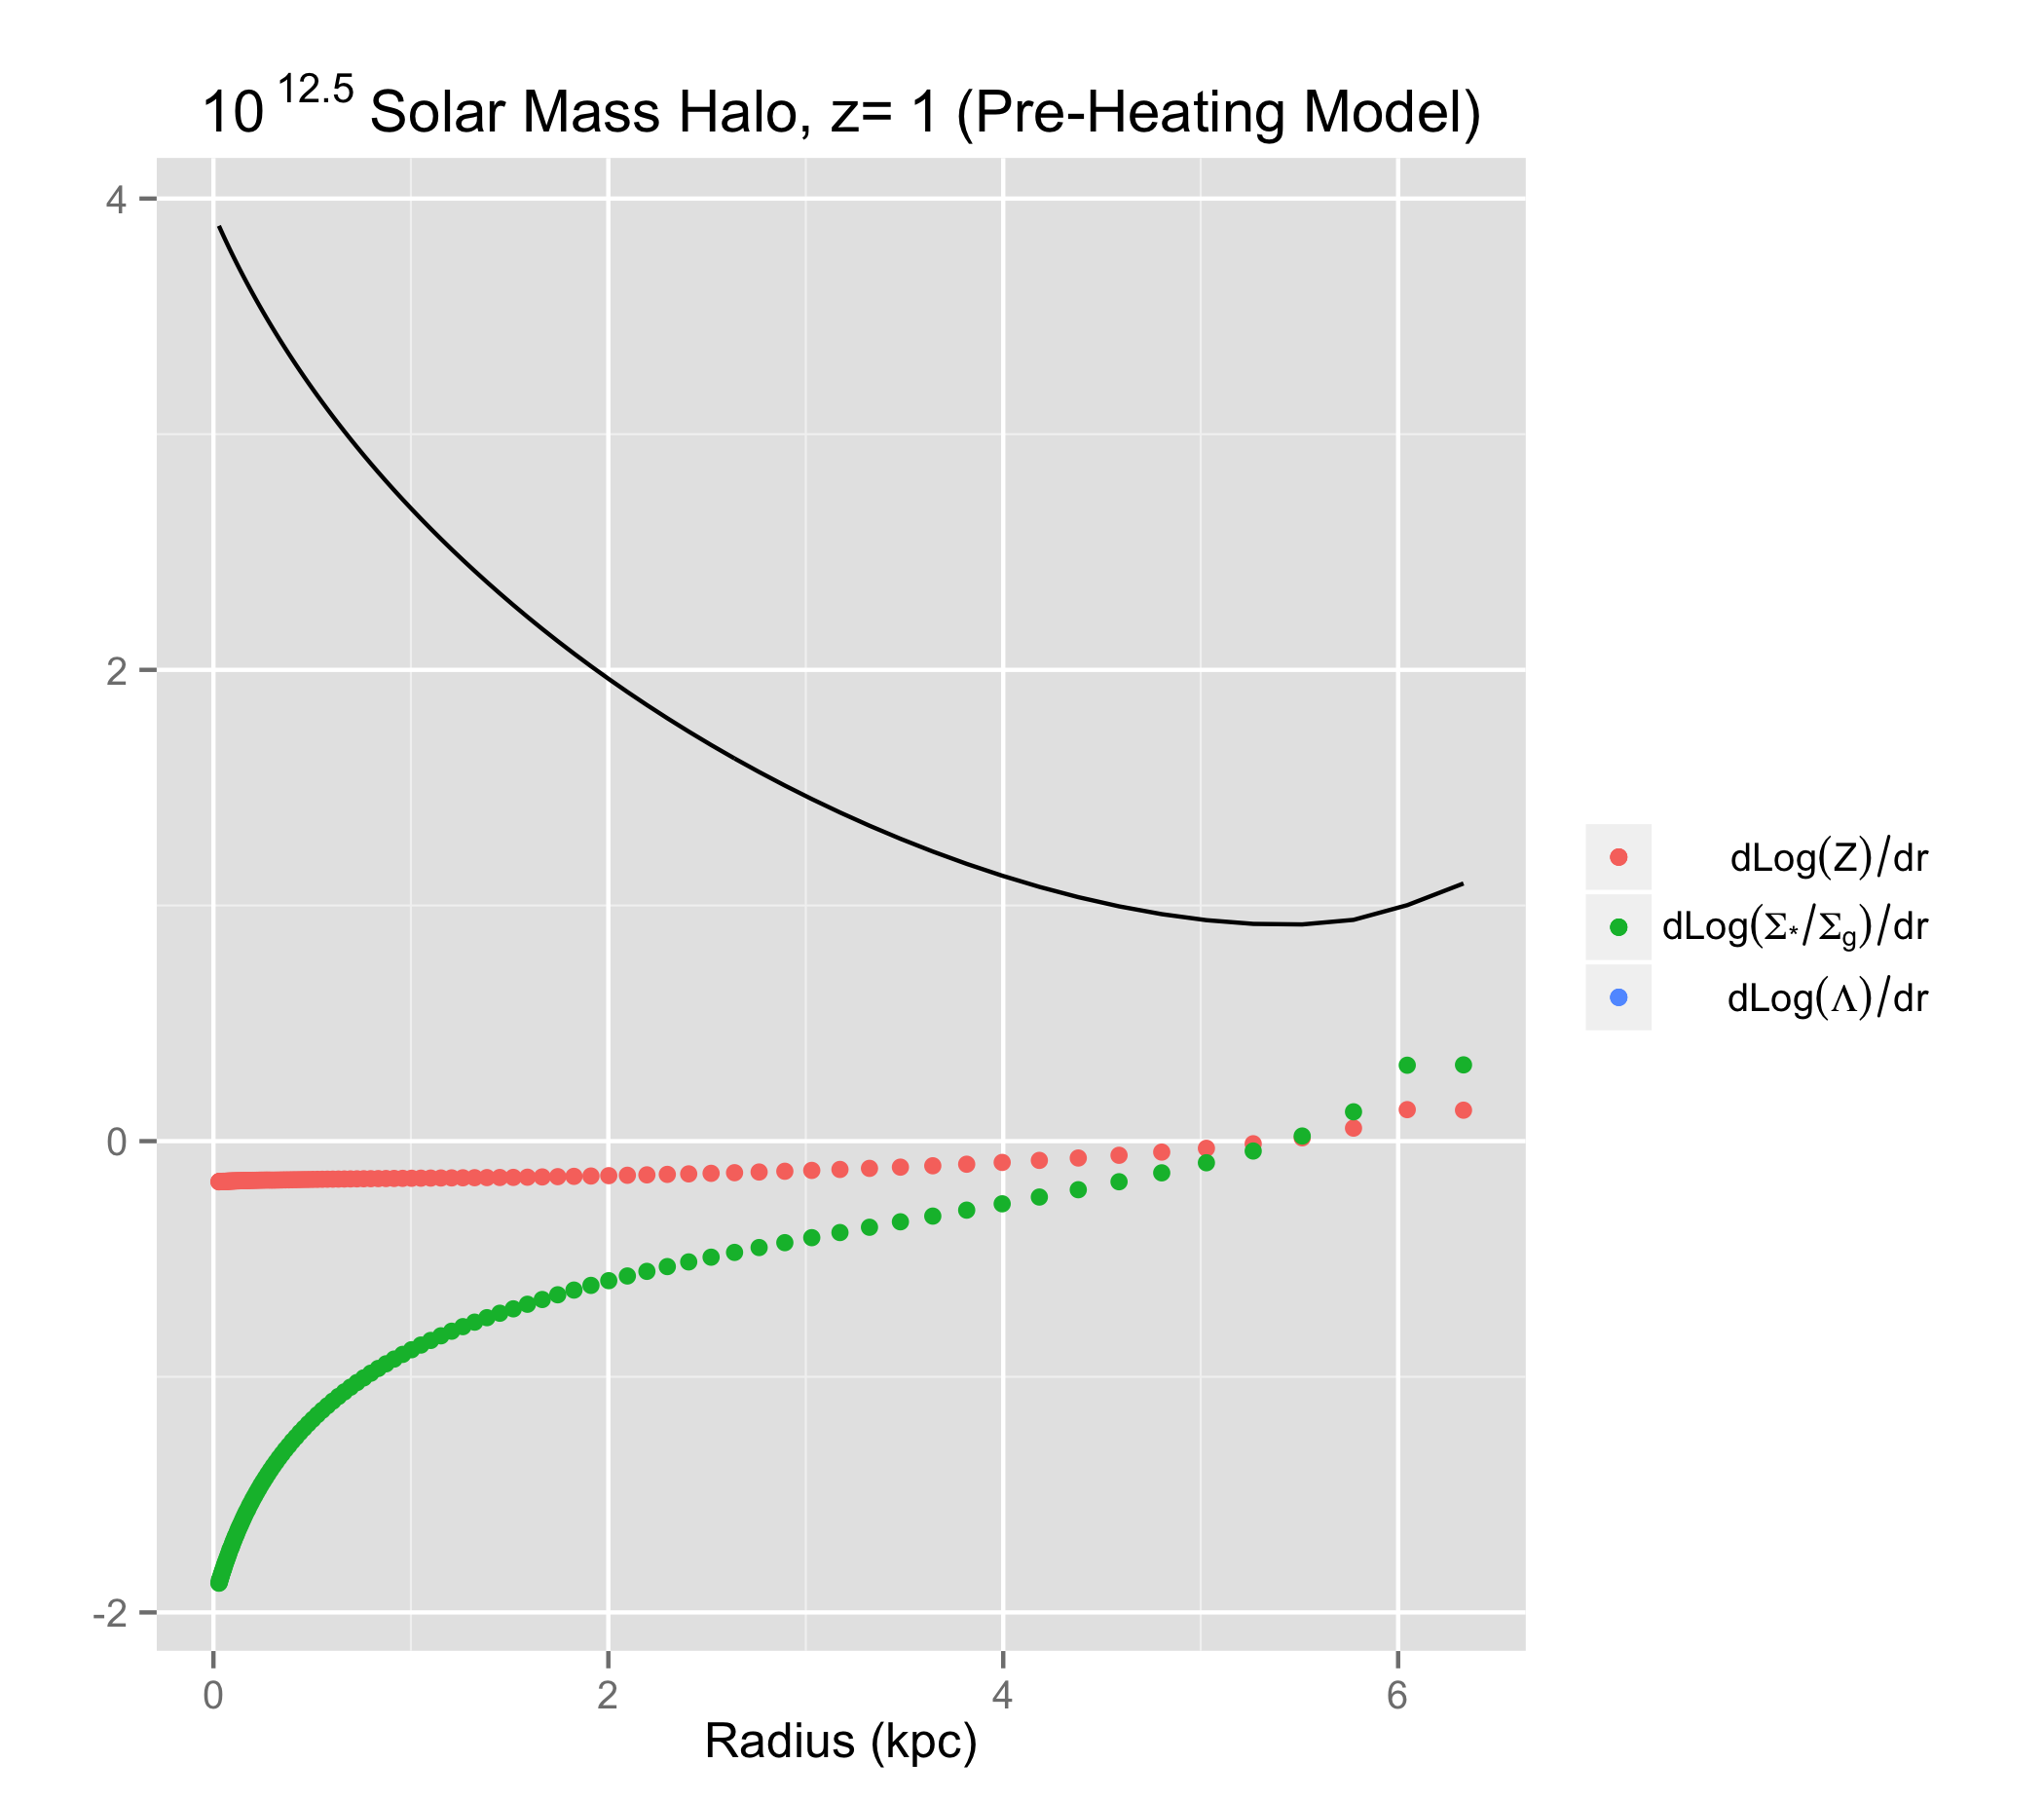 10^12.5 Solar Mass Halo, z= 1 (Pre-Heating Model)
4
2
0
-2
0 2 4 6
Radius (kpc)
dLog(Z)/dr
dLog(Σ*/Σg)/dr
dLog(Λ)/dr